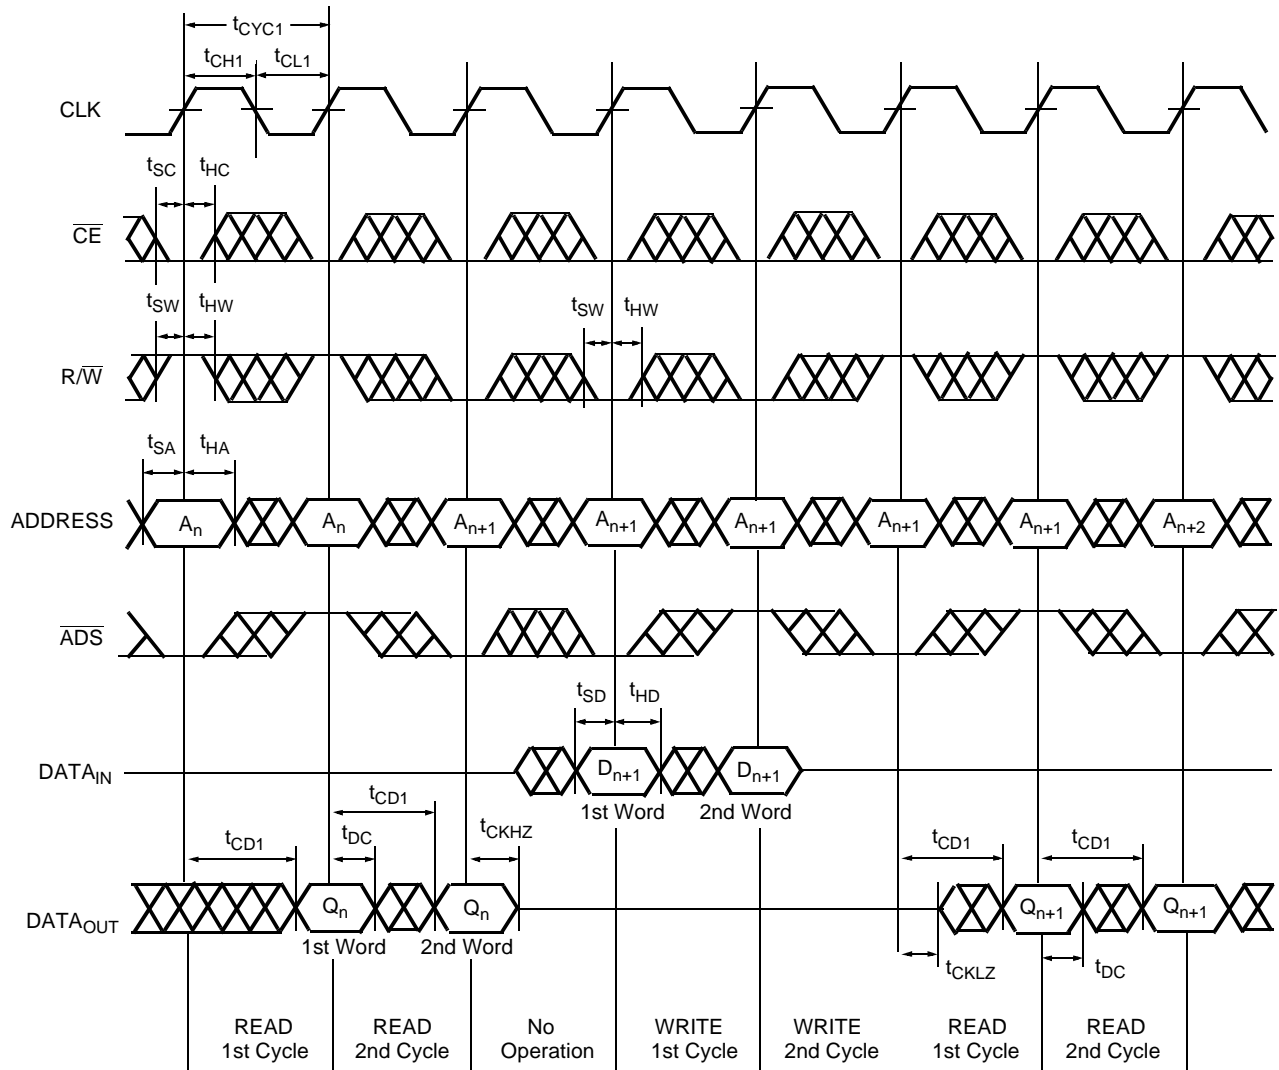 tCYC1
tCH1 tCL1
CLK
tSC tHC
CE
tSW tHW tSW tHW
R/W
tSA tHA
ADDRESS An An An+1 An+1 An+1 An+1 An+1 An+2
ADS
tSD tHD
DATAIN Dn+1 Dn+1
1st Word 2nd Word
tCD1
tCD1 tDC tCKHZ tCD1 tCD1
DATAOUT Qn Qn Qn+1 Qn+1
1st Word 2nd Word
tCKLZ tDC
READ READ No WRITE WRITE READ READ
1st Cycle 2nd Cycle Operation 1st Cycle 2nd Cycle 1st Cycle 2nd Cycle